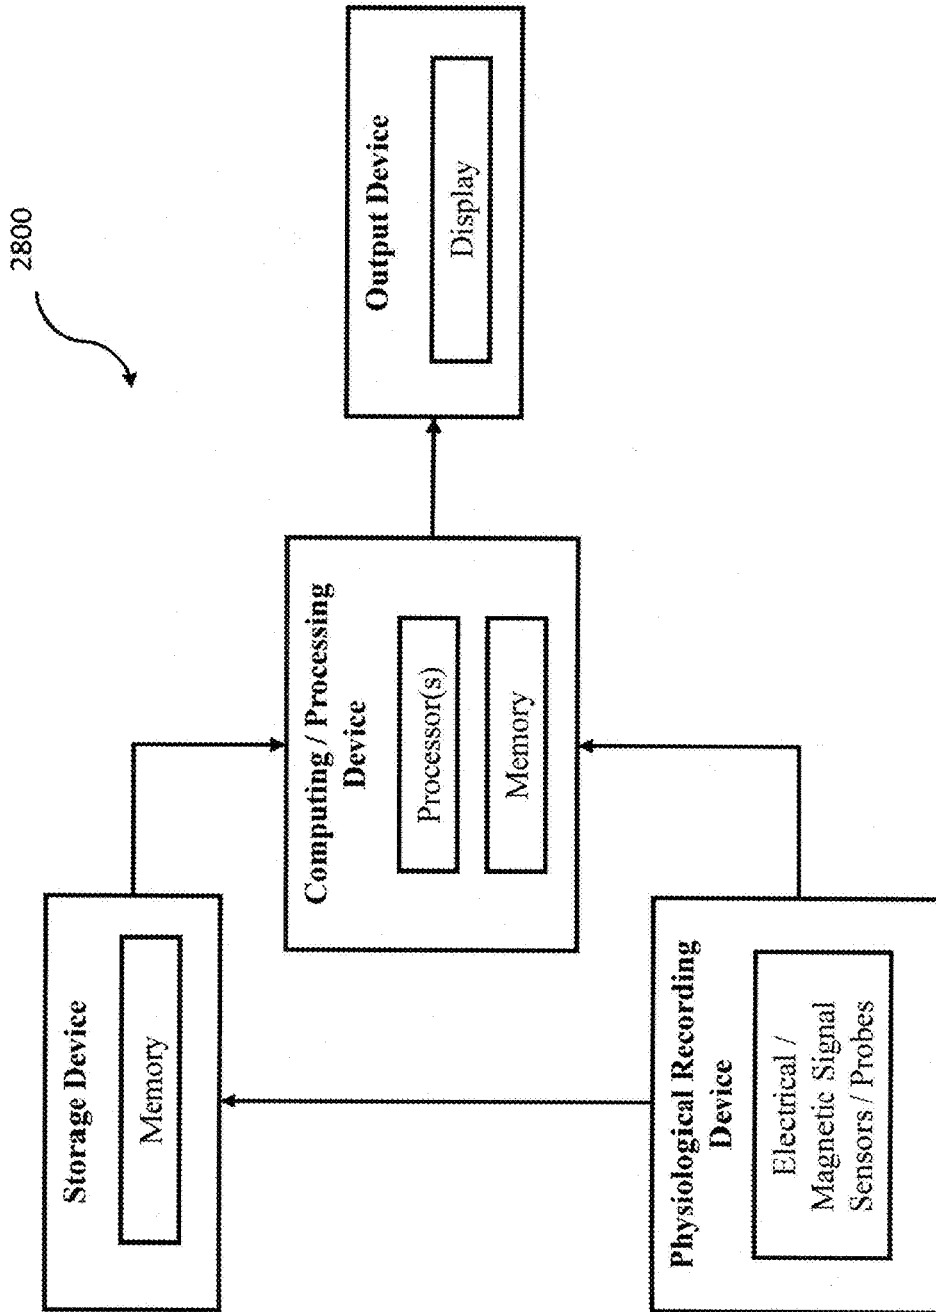 2800
Storage Device
Memory
Computing / Processing
Device
Processor(s)
Memory
Output Device
Display
Physiological Recording
Device
Electrical /
Magnetic Signal
Sensors / Probes